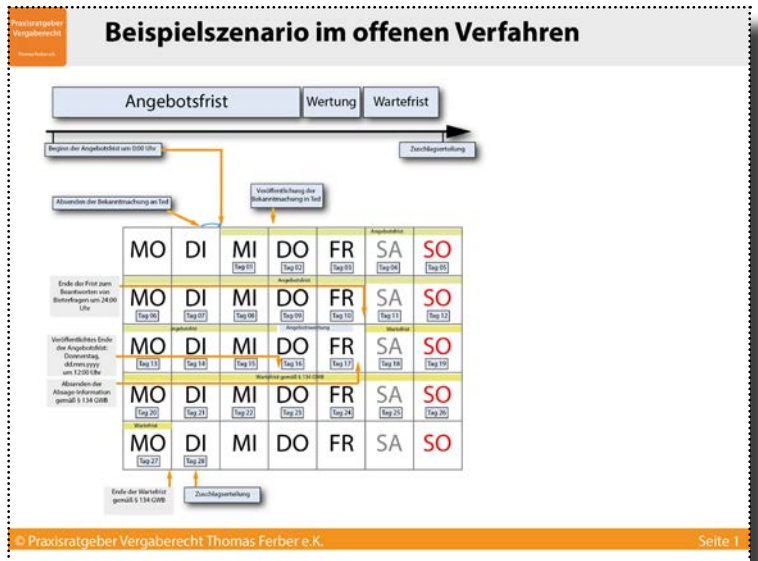 Praxisratgeber
Vergaberecht
Thomas Ferber e.K.
Beispielszenario im offenen Verfahren
Angebotsfrist
Wertung
Wartefrist
Beginn der Angebotsfrist um 0:00 Uhr
Zuschlagserteilung
Absenden der Bekanntmachung an Ted
Veröffentlichung der
Bekanntmachung in Ted
Angebotsfrist
MO DI MI DO FR SA SO
Tag 01 Tag 02 Tag 03 Tag 04 Tag 05
Ende der Frist zum
Beantworten von
Bieterfragen um 24:00
Uhr
Angebotsfrist
MO DI MI DO FR SA SO
Tag 06 Tag 07 Tag 08 Tag 09 Tag 10 Tag 11 Tag 12
Veröffentlichtes Ende
der Angebotsfrist:
Donnerstag,
dd.mm.yyyy
um 12:00 Uhr
Angebotsfrist Angebotswertung Wartefrist
MO DI MI DO FR SA SO
Tag 13 Tag 14 Tag 15 Tag 16 Tag 17 Tag 18 Tag 19
Absenden der
Absage-Information
gemäß § 134 GWB
Wartefrist gemäß § 134 GWB
MO DI MI DO FR SA SO
Tag 20 Tag 21 Tag 22 Tag 23 Tag 24 Tag 25 Tag 26
Wartefrist
MO DI MI DO FR SA SO
Tag 27 Tag 28
Ende der Wartefrist
gemäß § 134 GWB
Zuschlagserteilung
© Praxisratgeber Vergaberecht Thomas Ferber e.K.
Seite 1